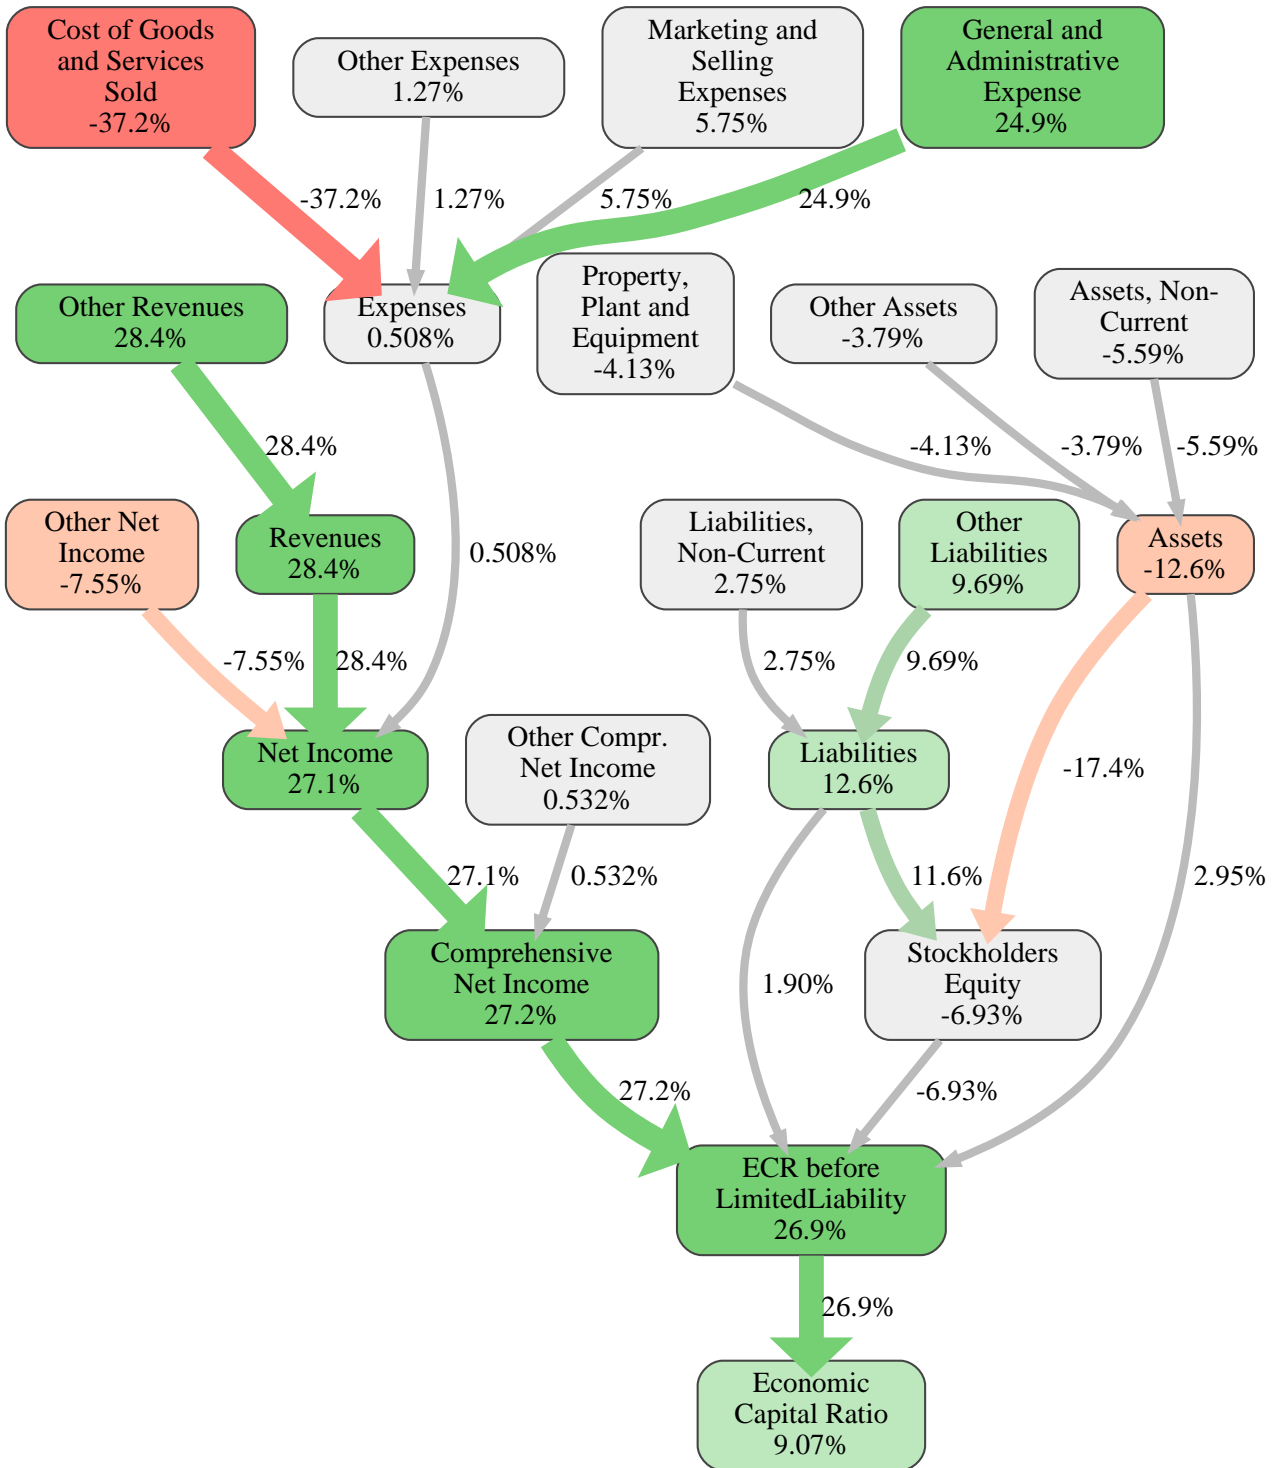 Cost of Goods
and Services
Sold
-37.2%
Other Expenses
1.27%
Marketing and
Selling
Expenses
5.75%
General and
Administrative
Expense
24.9%
-37.2%
1.27%
5.75%
24.9%
Other Revenues
28.4%
Expenses
0.508%
Property,
Plant and
Equipment
-4.13%
Other Assets
-3.79%
Assets, Non-
Current
-5.59%
28.4%
-4.13%
-3.79%
-5.59%
Other Net
Income
-7.55%
Revenues
28.4%
0.508%
Liabilities,
Non-Current
2.75%
Other
Liabilities
9.69%
Assets
-12.6%
-7.55%
28.4%
2.75%
9.69%
Net Income
27.1%
Other Compr.
Net Income
0.532%
Liabilities
12.6%
-17.4%
27.1%
0.532%
11.6%
2.95%
Comprehensive
Net Income
27.2%
1.90%
Stockholders
Equity
-6.93%
27.2%
-6.93%
ECR before
LimitedLiability
26.9%
26.9%
Economic
Capital Ratio
9.07%